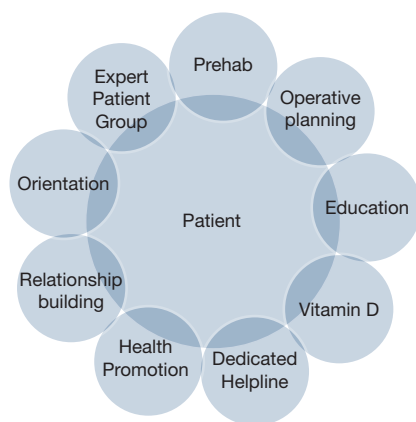 Prehab
Operative
planning
Education
Vitamin D
Dedicated
Helpline
Health
Promotion
Relationship
building
Orientation
Expert
Patient
Group
Patient